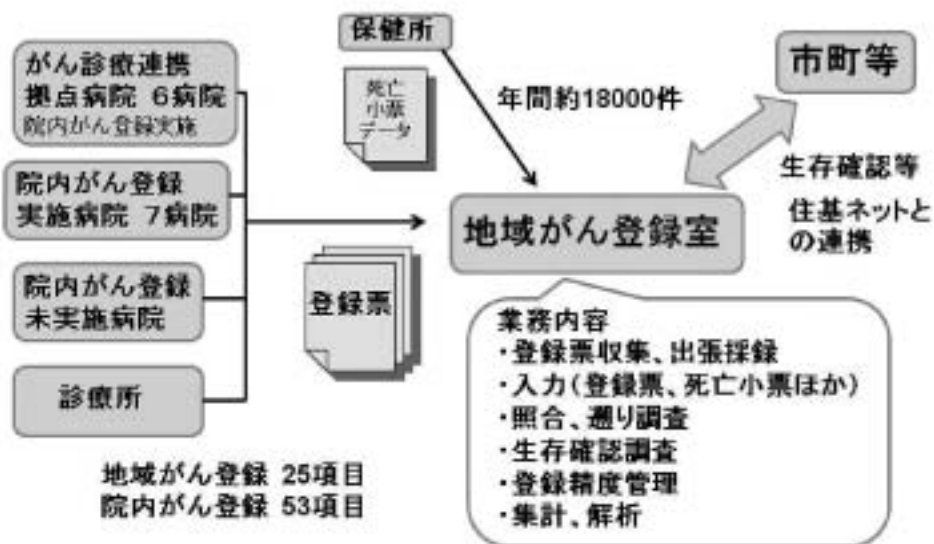 がん診療連携
拠点病院 6病院
院内がん登録実施
院内がん登録
実施病院 7病院
院内がん登録
未実施病院
診療所
地域がん登録 25項目
院内がん登録 53項目
保健所
死亡
小票
データ
年間約18000件
登録票
地域がん登録室
市町等
生存確認等
住基ネットと
の連携
業務内容
・登録票収集、出張採録
・入力(登録票、死亡小票ほか)
・照合、遡り調査
・生存確認調査
・登録精度管理
・集計、解析